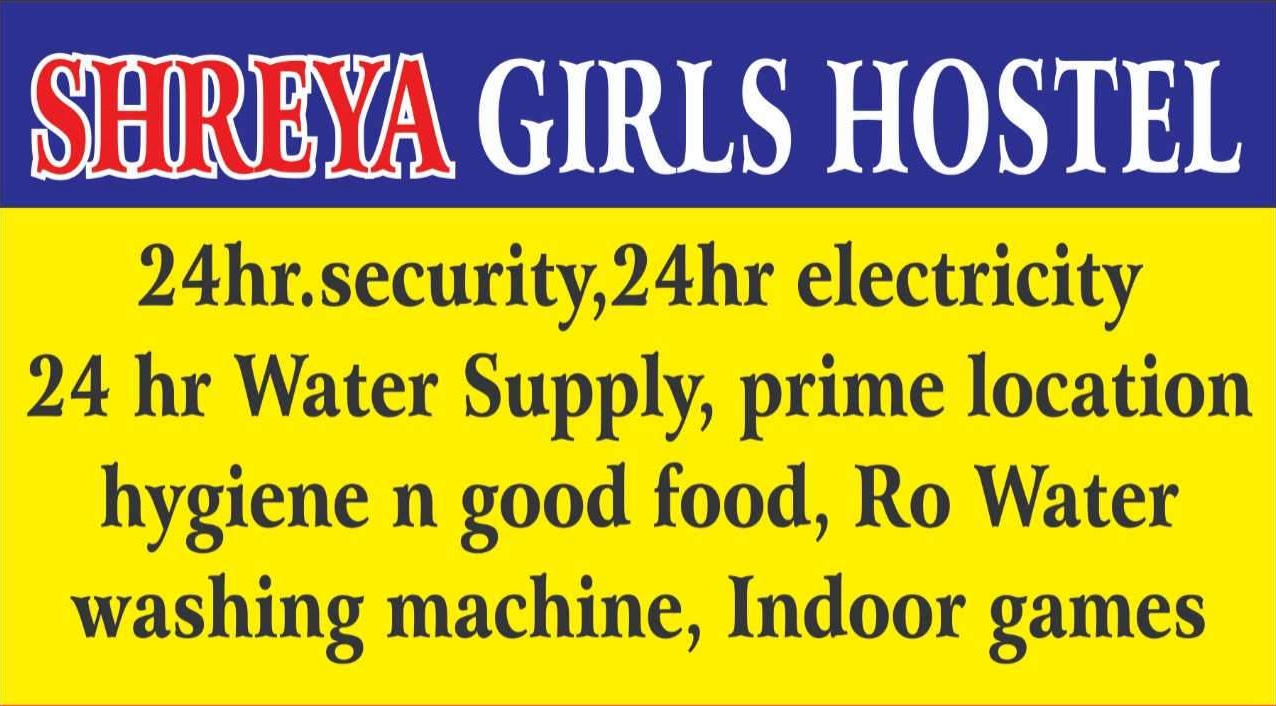 SHREYA GIRLS HOSTEL
24hr.security,24hr electricity
24 hr Water Supply, prime location
hygiene n good food, Ro Water
washing machine, Indoor games